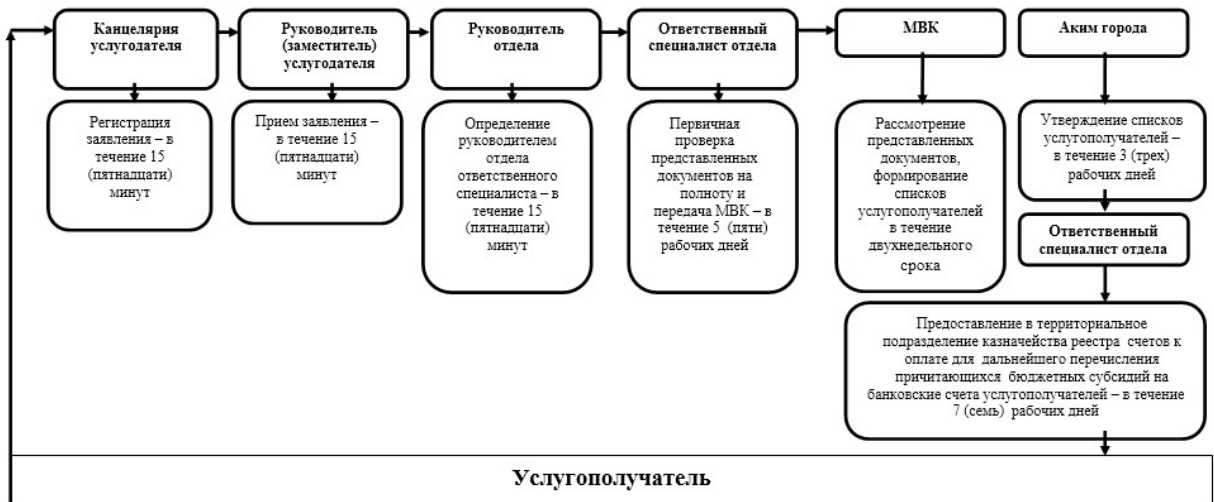 Канцелярия
услугодателя
Руководитель
(заместитель)
услугодателя
Руководитель
отдела
Ответственный
специалист отдела
МВК
Аким города
Регистрация
заявления – в
течение 15
(пятнадцати)
минут
Прием заявления –
в течение 15
(пятнадцати)
минут
Определение
руководителем
отдела
ответственного
специалиста – в
течение 15
(пятнадцати)
минут
Первичная
проверка
представленных
документов на
полноту и
передача МВК – в
течение 5 (пяти)
рабочих дней
Рассмотрение
представленных
документов,
формирование
списков
услугополучателей
в течение
двухнедельного
срока
Утверждение списков
услугополучателей –
в течение 3 (трех)
рабочих дней
Ответственный
специалист отдела
Предоставление в территориальное
подразделение казначейства реестра счетов к
оплате для дальнейшего перечисления
причитающихся бюджетных субсидий на
банковские счета услугополучателей – в течение
7 (семь) рабочих дней
Услугополучатель